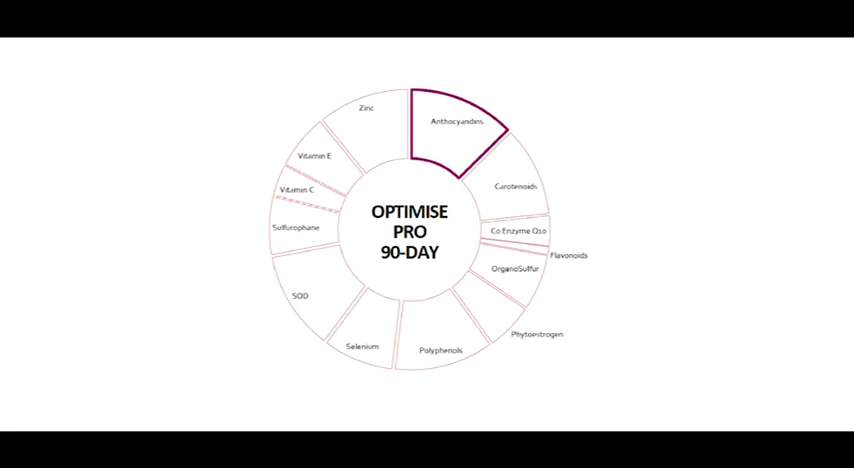 Zinc
Anthocyandins
Vitamin E
Carotenoids
Vitamin C
OPTIMISE
PRO
90-DAY
Sulfurophane
Co Enzyme Q10
Flavonoids
OrganoSulfur
SOD
Phytoestrogen
Selenium
Polyphenols